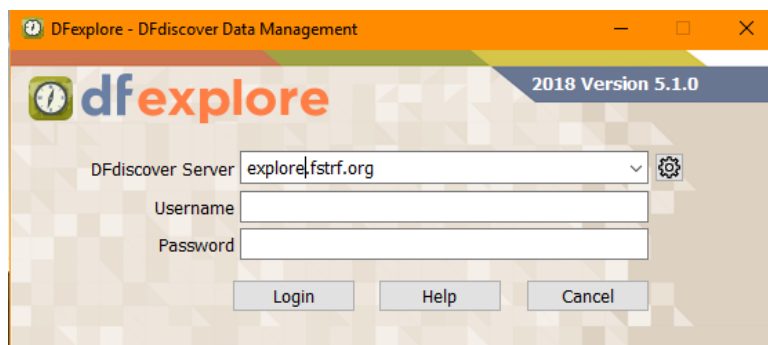 DFexplore - DFdiscover Data Management
dfexplore
2018 Version 5.1.0
DFdiscover Server explore.fstrf.org
Username
Password
Login Help Cancel